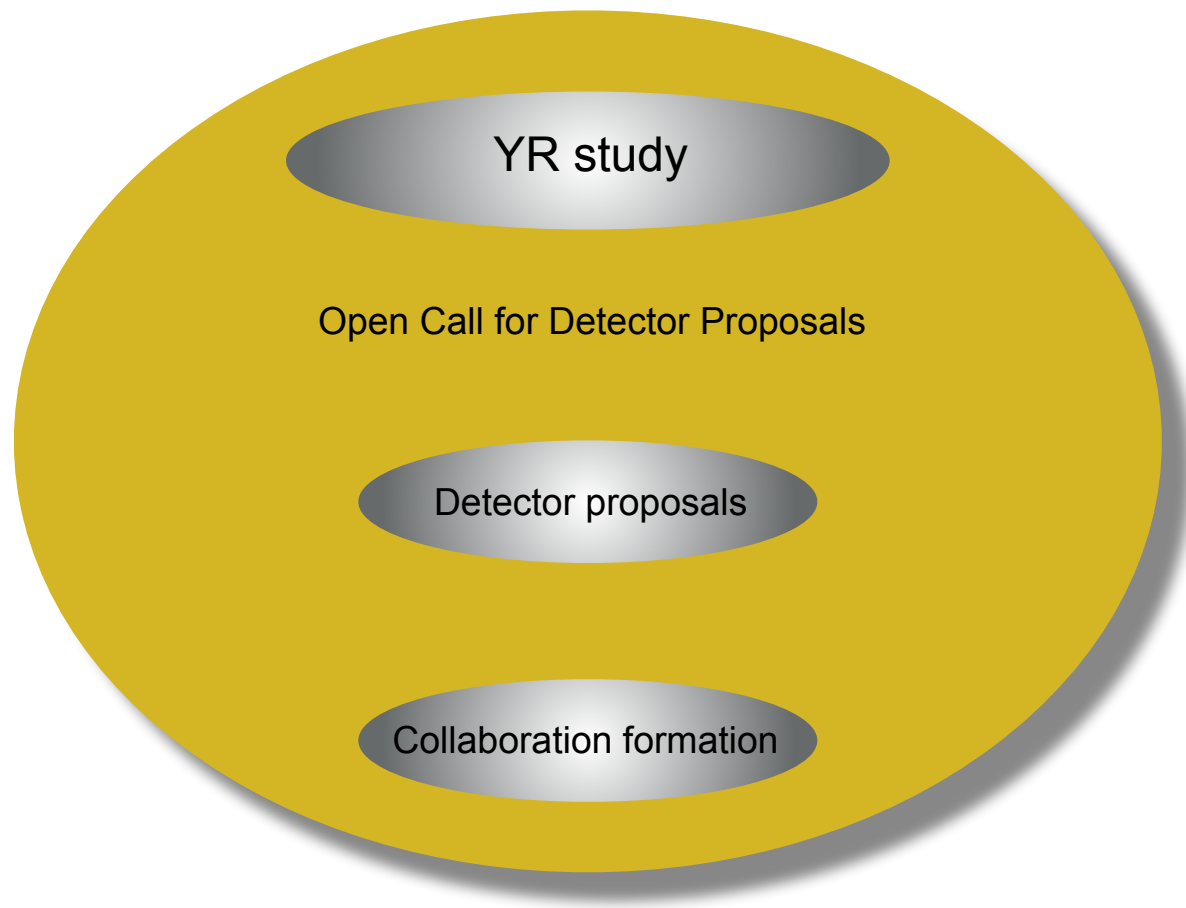 YR study
Open Call for Detector Proposals
Detector proposals
Collaboration formation